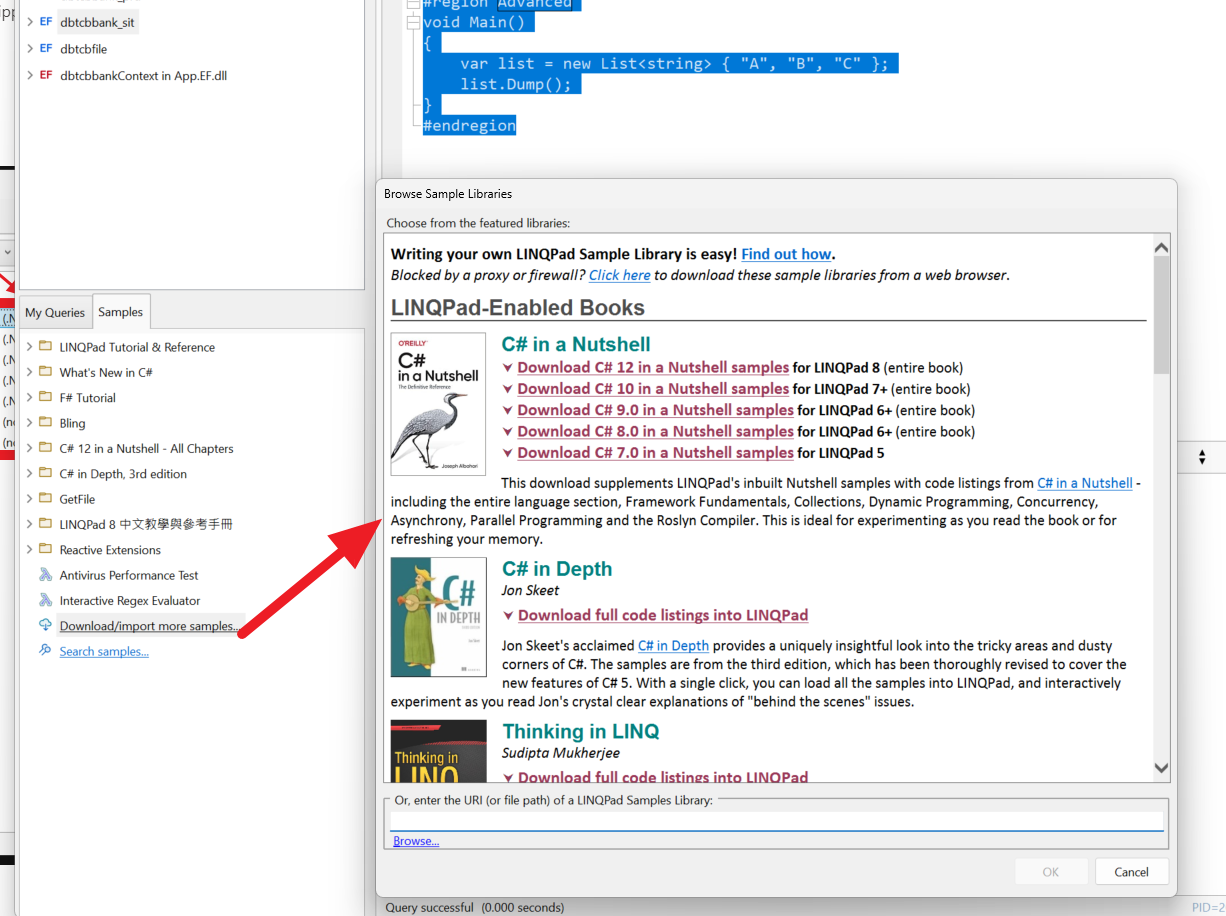 EF dbtcbbank_sit
EF dbtcbfile
EF dbtcbbankContext in App.EF.dll
#region Advanced
void Main()
{
var list = new List<string> { "A", "B", "C" };
list.Dump();
}
#endregion
My Queries
Samples
LINQPad Tutorial & Reference
What's New in C#
F# Tutorial
Bling
C# 12 in a Nutshell - All Chapters
C# in Depth, 3rd edition
GetFile
LINQPad 8 中文教學與參考手冊
Reactive Extensions
Antivirus Performance Test
Interactive Regex Evaluator
Download/import more samples...
Search samples...
Browse Sample Libraries
Choose from the featured libraries:
Writing your own LINQPad Sample Library is easy! Find out how.
Blocked by a proxy or firewall? Click here to download these sample libraries from a web browser.
LINQPad-Enabled Books
O'REILLY
C#
in a Nutshell
The Definitive Reference
Joseph Albahari
C# in a Nutshell
Download C# 12 in a Nutshell samples for LINQPad 8 (entire book)
Download C# 10 in a Nutshell samples for LINQPad 7+ (entire book)
Download C# 9.0 in a Nutshell samples for LINQPad 6+ (entire book)
Download C# 8.0 in a Nutshell samples for LINQPad 6+ (entire book)
Download C# 7.0 in a Nutshell samples for LINQPad 5
This download supplements LINQPad's inbuilt Nutshell samples with code listings from C# in a Nutshell -
including the entire language section, Framework Fundamentals, Collections, Dynamic Programming, Concurrency,
Asynchrony, Parallel Programming and the Roslyn Compiler. This is ideal for experimenting as you read the book or for
refreshing your memory.
C#
IN DEPTH
C# in Depth
Jon Skeet
Download full code listings into LINQPad
Jon Skeet's acclaimed C# in Depth provides a uniquely insightful look into the tricky areas and dusty
corners of C#. The samples are from the third edition, which has been thoroughly revised to cover the
new features of C# 5. With a single click, you can load all the samples into LINQPad, and interactively
experiment as you read Jon's crystal clear explanations of "behind the scenes" issues.
Thinking in
LINQ
Thinking in LINQ
Sudipta Mukherjee
Download full code listings into LINQPad
Or, enter the URI (or file path) of a LINQPad Samples Library:
Browse...
OK
Cancel
Query successful (0.000 seconds)
PID=2